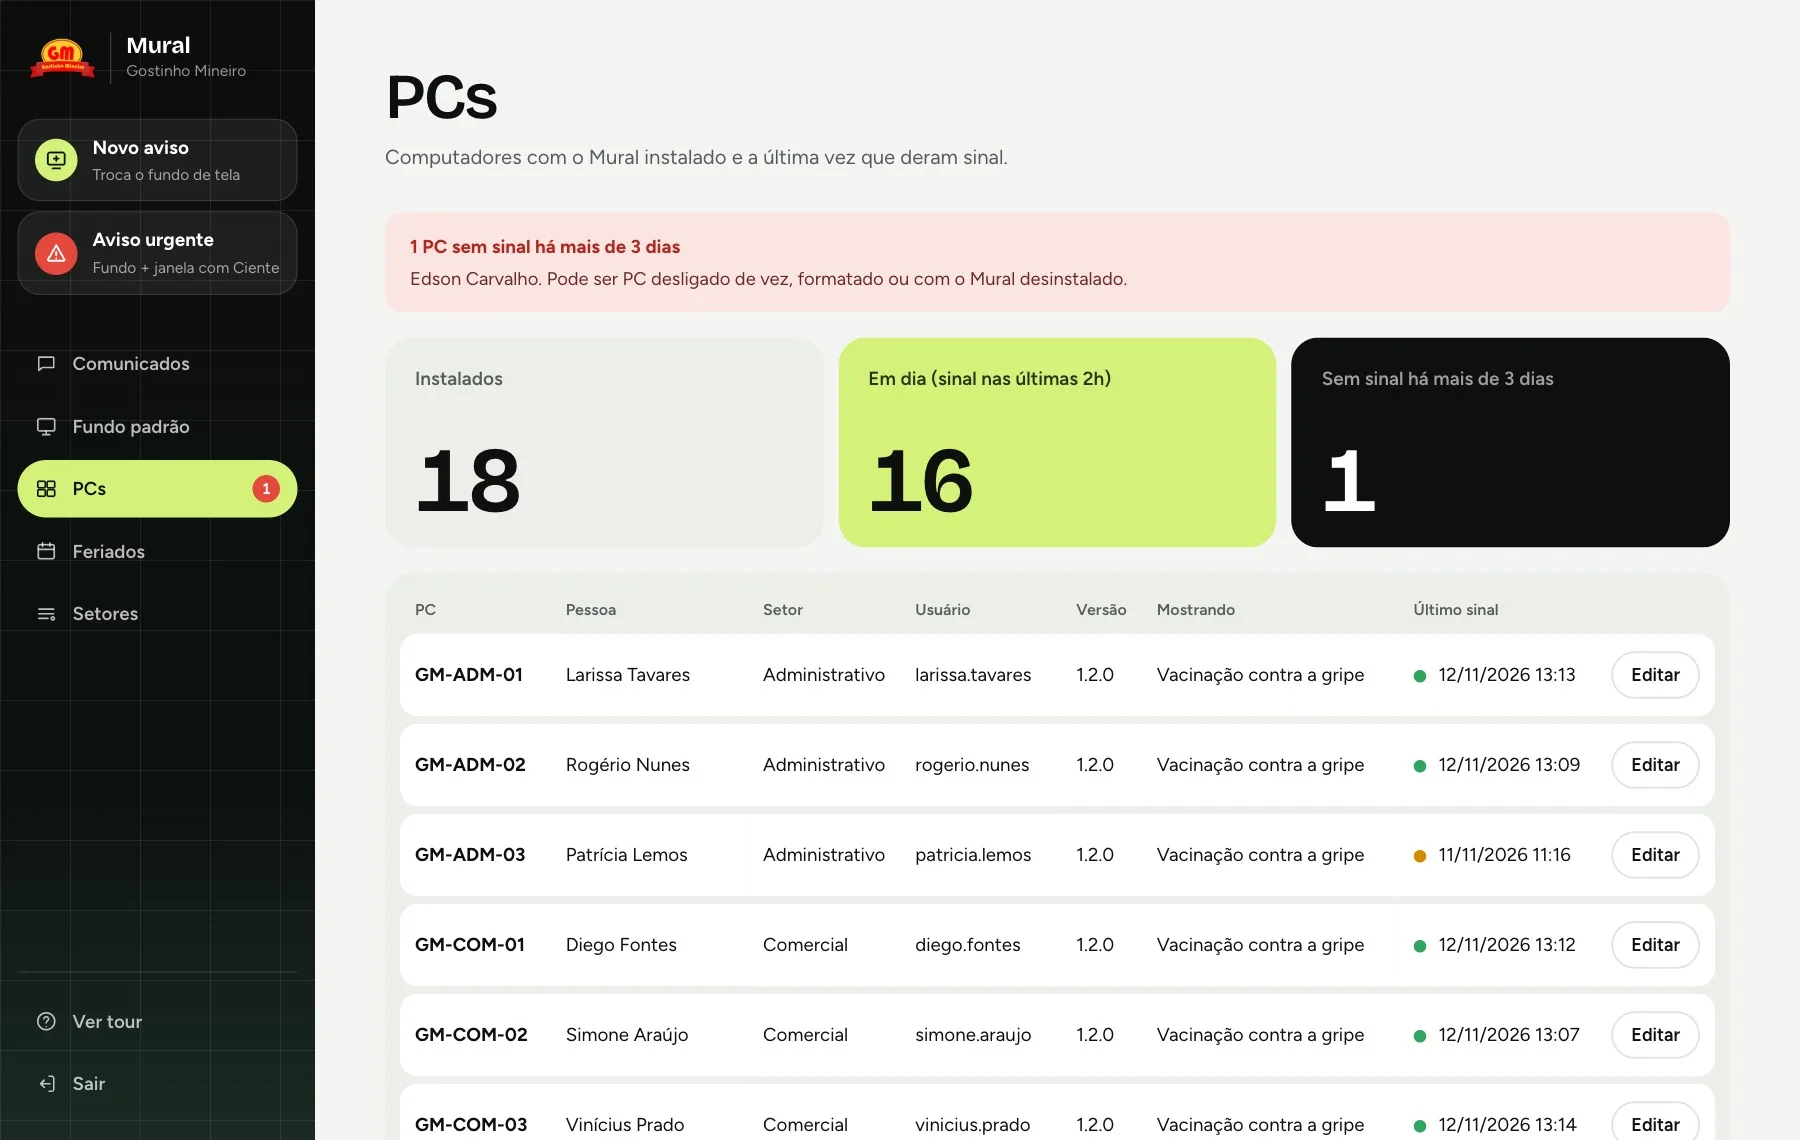 GM
Gostinho Mineiro
Mural
Gostinho Mineiro
Novo aviso
Troca o fundo de tela
Aviso urgente
Fundo + janela com Ciente
Comunicados
Fundo padrão
PCs 1
Feriados
Setores
Ver tour
Sair
PCs
Computadores com o Mural instalado e a última vez que deram sinal.
1 PC sem sinal há mais de 3 dias
Edson Carvalho. Pode ser PC desligado de vez, formatado ou com o Mural desinstalado.
Instalados
18
Em dia (sinal nas últimas 2h)
16
Sem sinal há mais de 3 dias
1
PC Pessoa Setor Usuário Versão Mostrando Último sinal
GM-ADM-01 Larissa Tavares Administrativo larissa.tavares 1.2.0 Vacinação contra a gripe 12/11/2026 13:13 Editar
GM-ADM-02 Rogério Nunes Administrativo rogerio.nunes 1.2.0 Vacinação contra a gripe 12/11/2026 13:09 Editar
GM-ADM-03 Patrícia Lemos Administrativo patricia.lemos 1.2.0 Vacinação contra a gripe 11/11/2026 11:16 Editar
GM-COM-01 Diego Fontes Comercial diego.fontes 1.2.0 Vacinação contra a gripe 12/11/2026 13:12 Editar
GM-COM-02 Simone Araújo Comercial simone.araujo 1.2.0 Vacinação contra a gripe 12/11/2026 13:07 Editar
GM-COM-03 Vinícius Prado Comercial vinicius.prado 1.2.0 Vacinação contra a gripe 12/11/2026 13:14 Editar